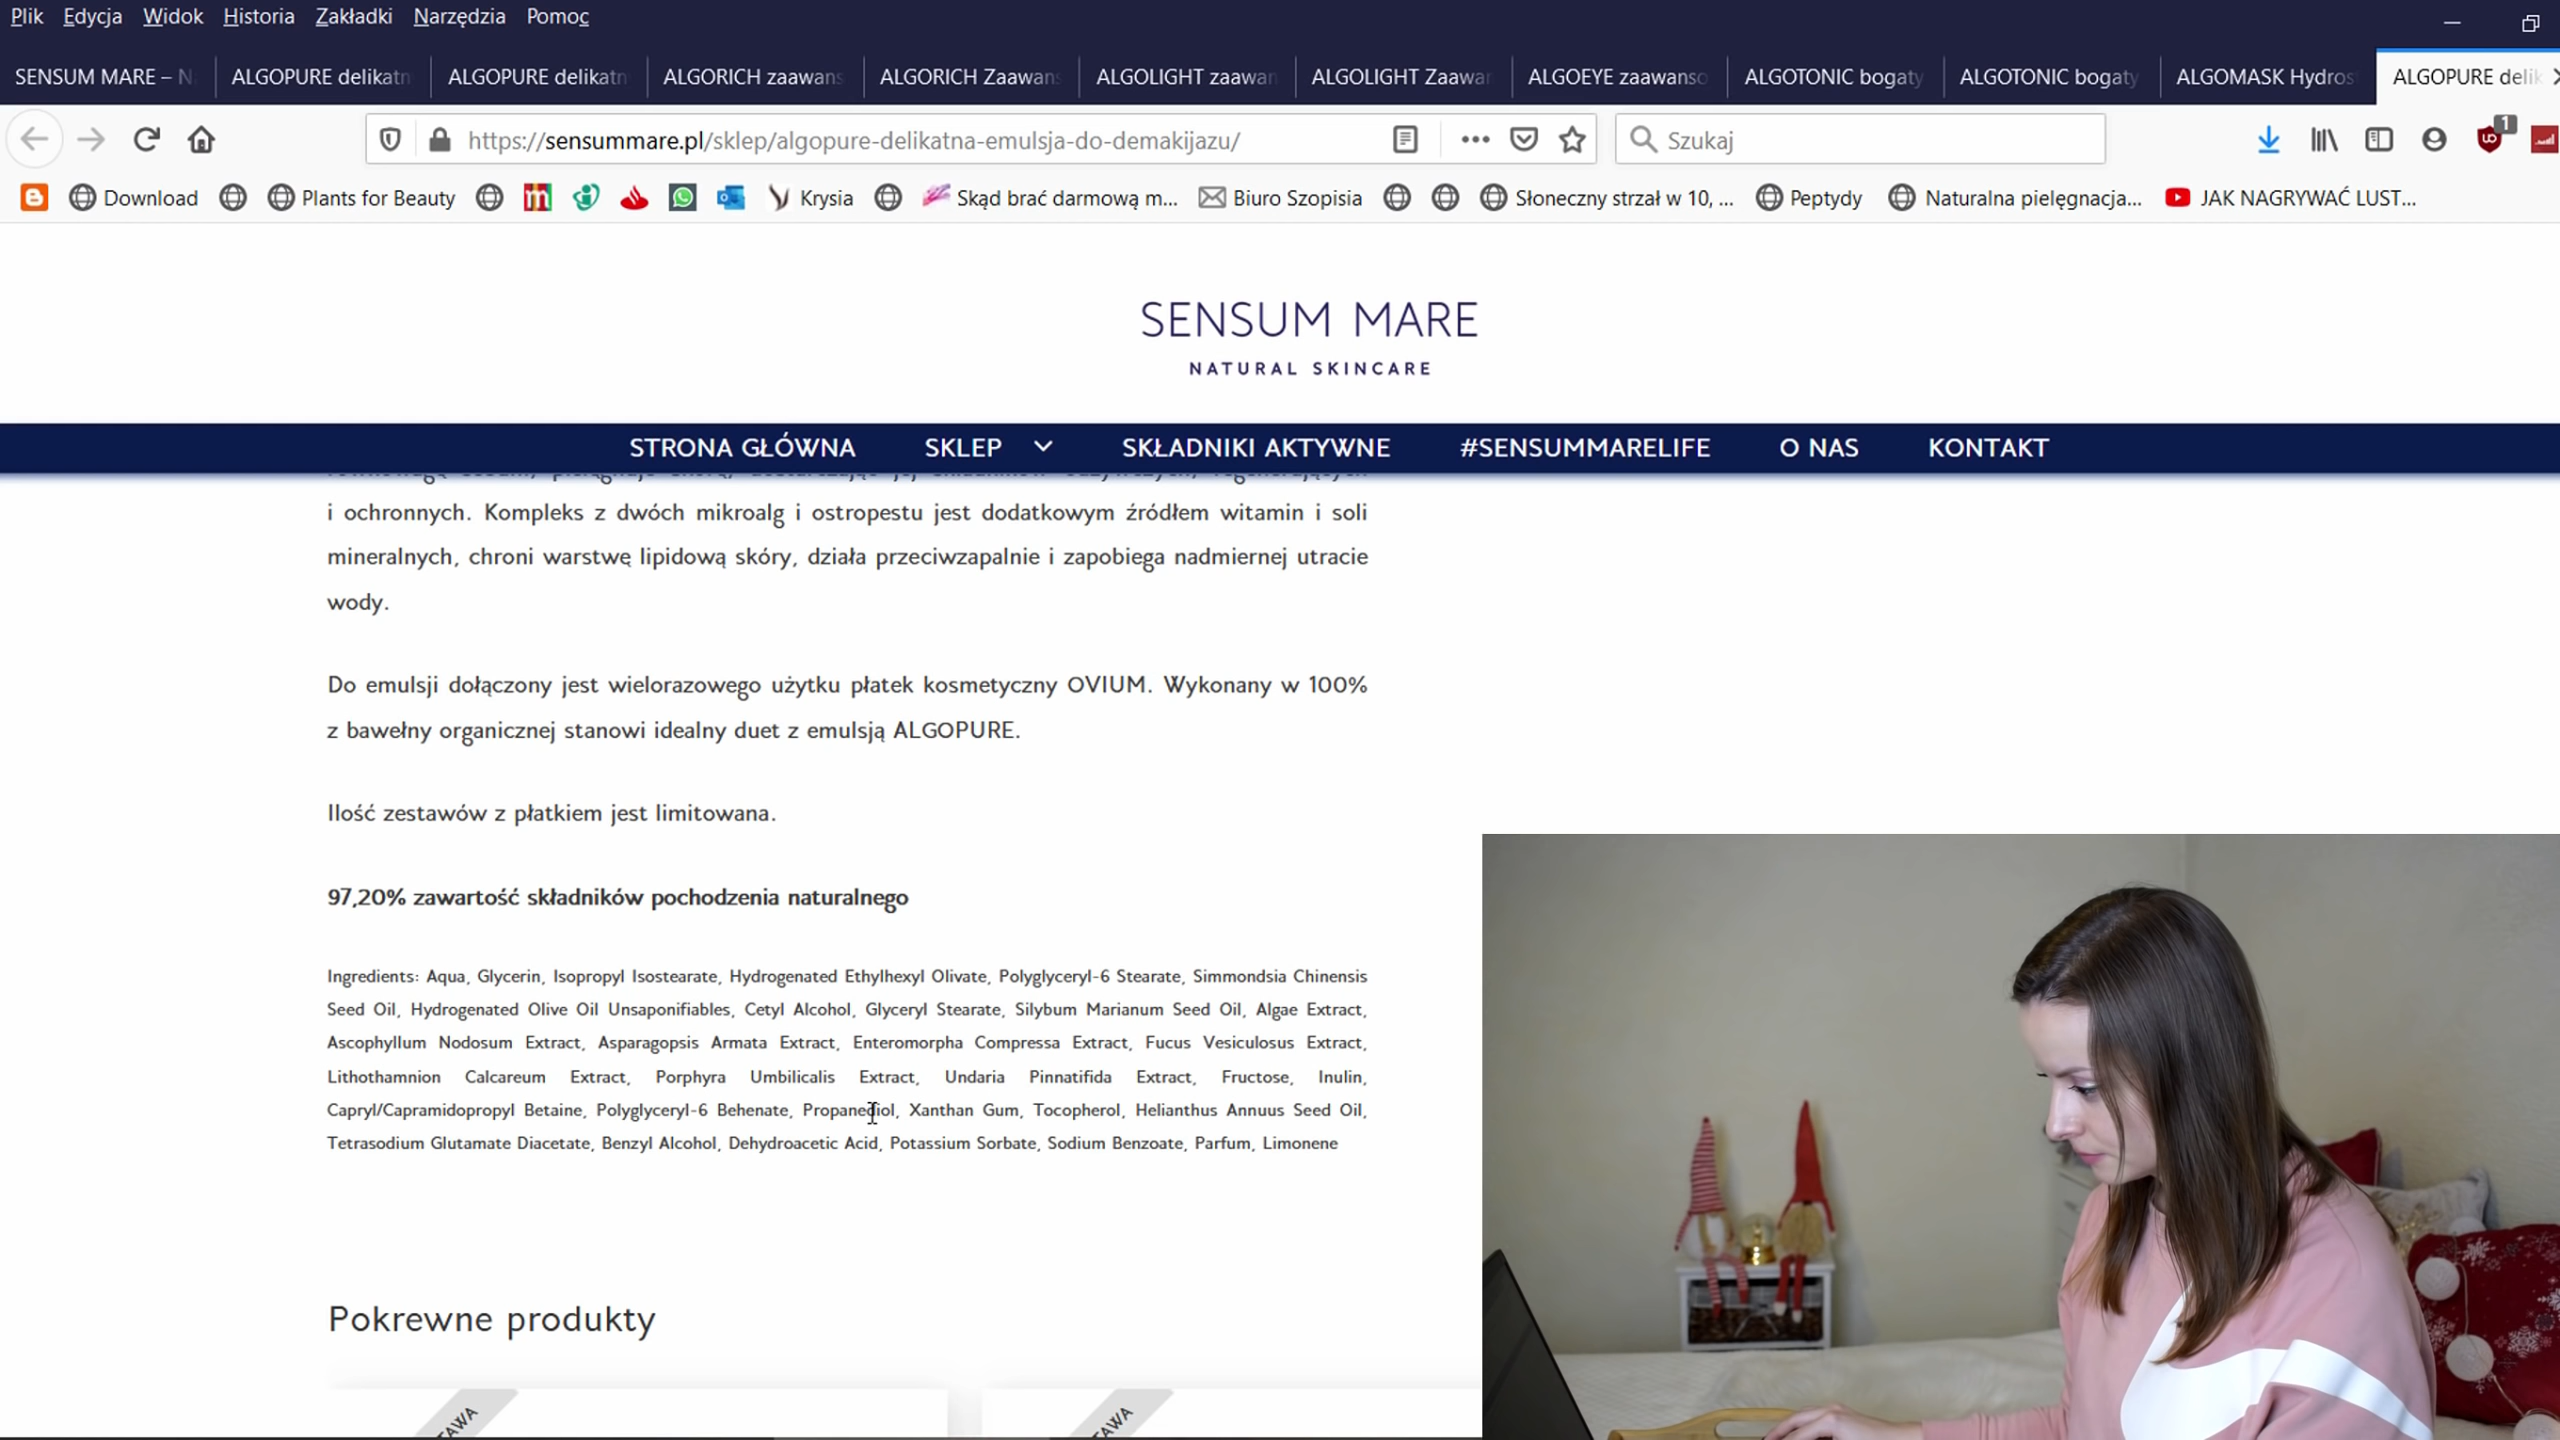 Plik Edycja Widok Historia Zakładki Narzędzia Pomoc
SENSUM MARE – N ALGOPURE delikatn ALGOPURE delikatn ALGORICH zaawans ALGORICH Zaawans ALGOLIGHT zaawan ALGOLIGHT Zaawan ALGOEYE zaawanso ALGOTONIC bogaty ALGOTONIC bogaty ALGOMASK Hydros ALGOPURE delik
https://sensummare.pl/sklep/algopure-delikatna-emulsja-do-demakijazu/ Szukaj 1
Download Plants for Beauty Krysia Skąd brać darmową m... Biuro Szopisia Słoneczny strzał w 10, ... Peptydy Naturalna pielęgnacja... JAK NAGRYWAĆ LUST...
SENSUM MARE
NATURAL SKINCARE
STRONA GŁÓWNA SKLEP SKŁADNIKI AKTYWNE #SENSUMMARELIFE O NAS KONTAKT
i ochronnych. Kompleks z dwóch mikroalg i ostropestu jest dodatkowym źródłem witamin i soli
mineralnych, chroni warstwę lipidową skóry, działa przeciwzapalnie i zapobiega nadmiernej utracie
wody.
Do emulsji dołączony jest wielorazowego użytku płatek kosmetyczny OVIUM. Wykonany w 100%
z bawełny organicznej stanowi idealny duet z emulsją ALGOPURE.
Ilość zestawów z płatkiem jest limitowana.
97,20% zawartość składników pochodzenia naturalnego
Ingredients: Aqua, Glycerin, Isopropyl Isostearate, Hydrogenated Ethylhexyl Olivate, Polyglyceryl-6 Stearate, Simmondsia Chinensis
Seed Oil, Hydrogenated Olive Oil Unsaponifiables, Cetyl Alcohol, Glyceryl Stearate, Silybum Marianum Seed Oil, Algae Extract,
Ascophyllum Nodosum Extract, Asparagopsis Armata Extract, Enteromorpha Compressa Extract, Fucus Vesiculosus Extract,
Lithothamnion Calcareum Extract, Porphyra Umbilicalis Extract, Undaria Pinnatifida Extract, Fructose, Inulin,
Capryl/Capramidopropyl Betaine, Polyglyceryl-6 Behenate, Propanediol, Xanthan Gum, Tocopherol, Helianthus Annuus Seed Oil,
Tetrasodium Glutamate Diacetate, Benzyl Alcohol, Dehydroacetic Acid, Potassium Sorbate, Sodium Benzoate, Parfum, Limonene
Pokrewne produkty
TAWA TAWA